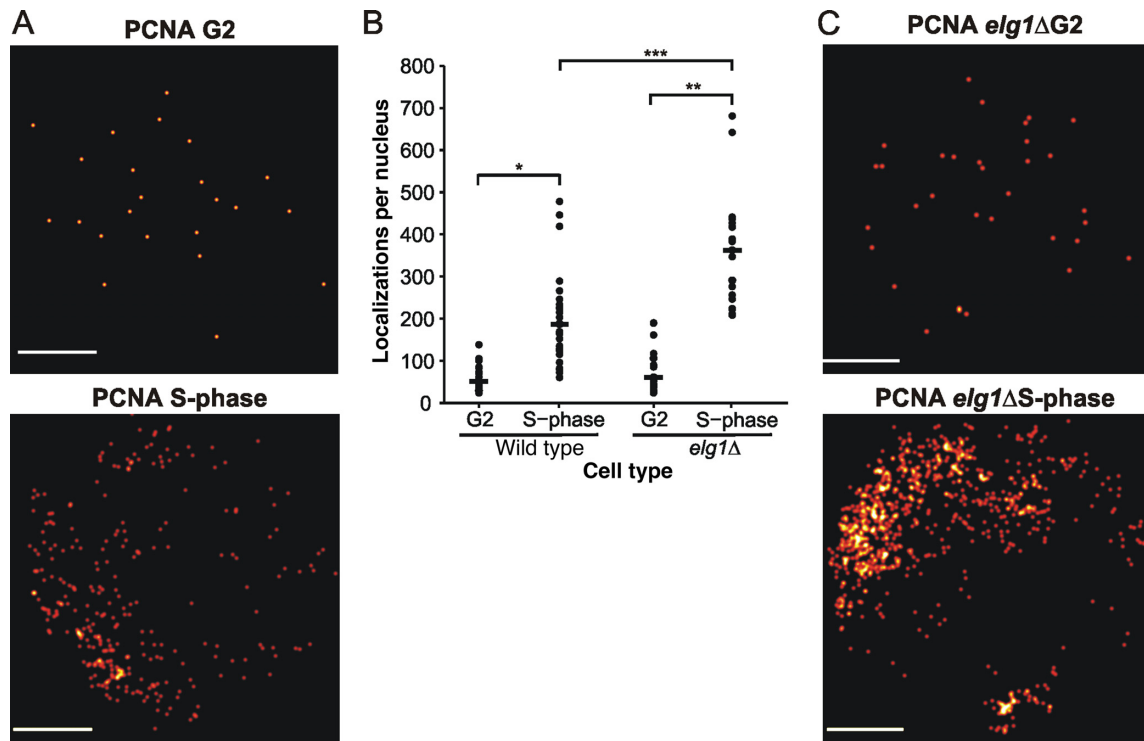 A
PCNA G2
PCNA S-phase
B
Localizations per nucleus
800
700
600
500
400
300
200
100
0
***
**
*
G2 S-phase G2 S-phase
Wild type elg1Δ
Cell type
C
PCNA elg1ΔG2
PCNA elg1ΔS-phase